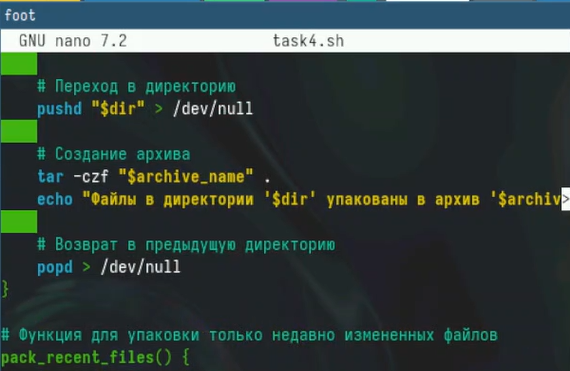 foot
GNU nano 7.2 task4.sh
# Переход в директорию
pushd "$dir" > /dev/null
# Создание архива
tar -czf "$archive_name" .
echo "Файлы в директории '$dir' упакованы в архив '$archiv>
# Возврат в предыдущую директорию
popd > /dev/null
}
# Функция для упаковки только недавно измененных файлов
pack_recent_files() {